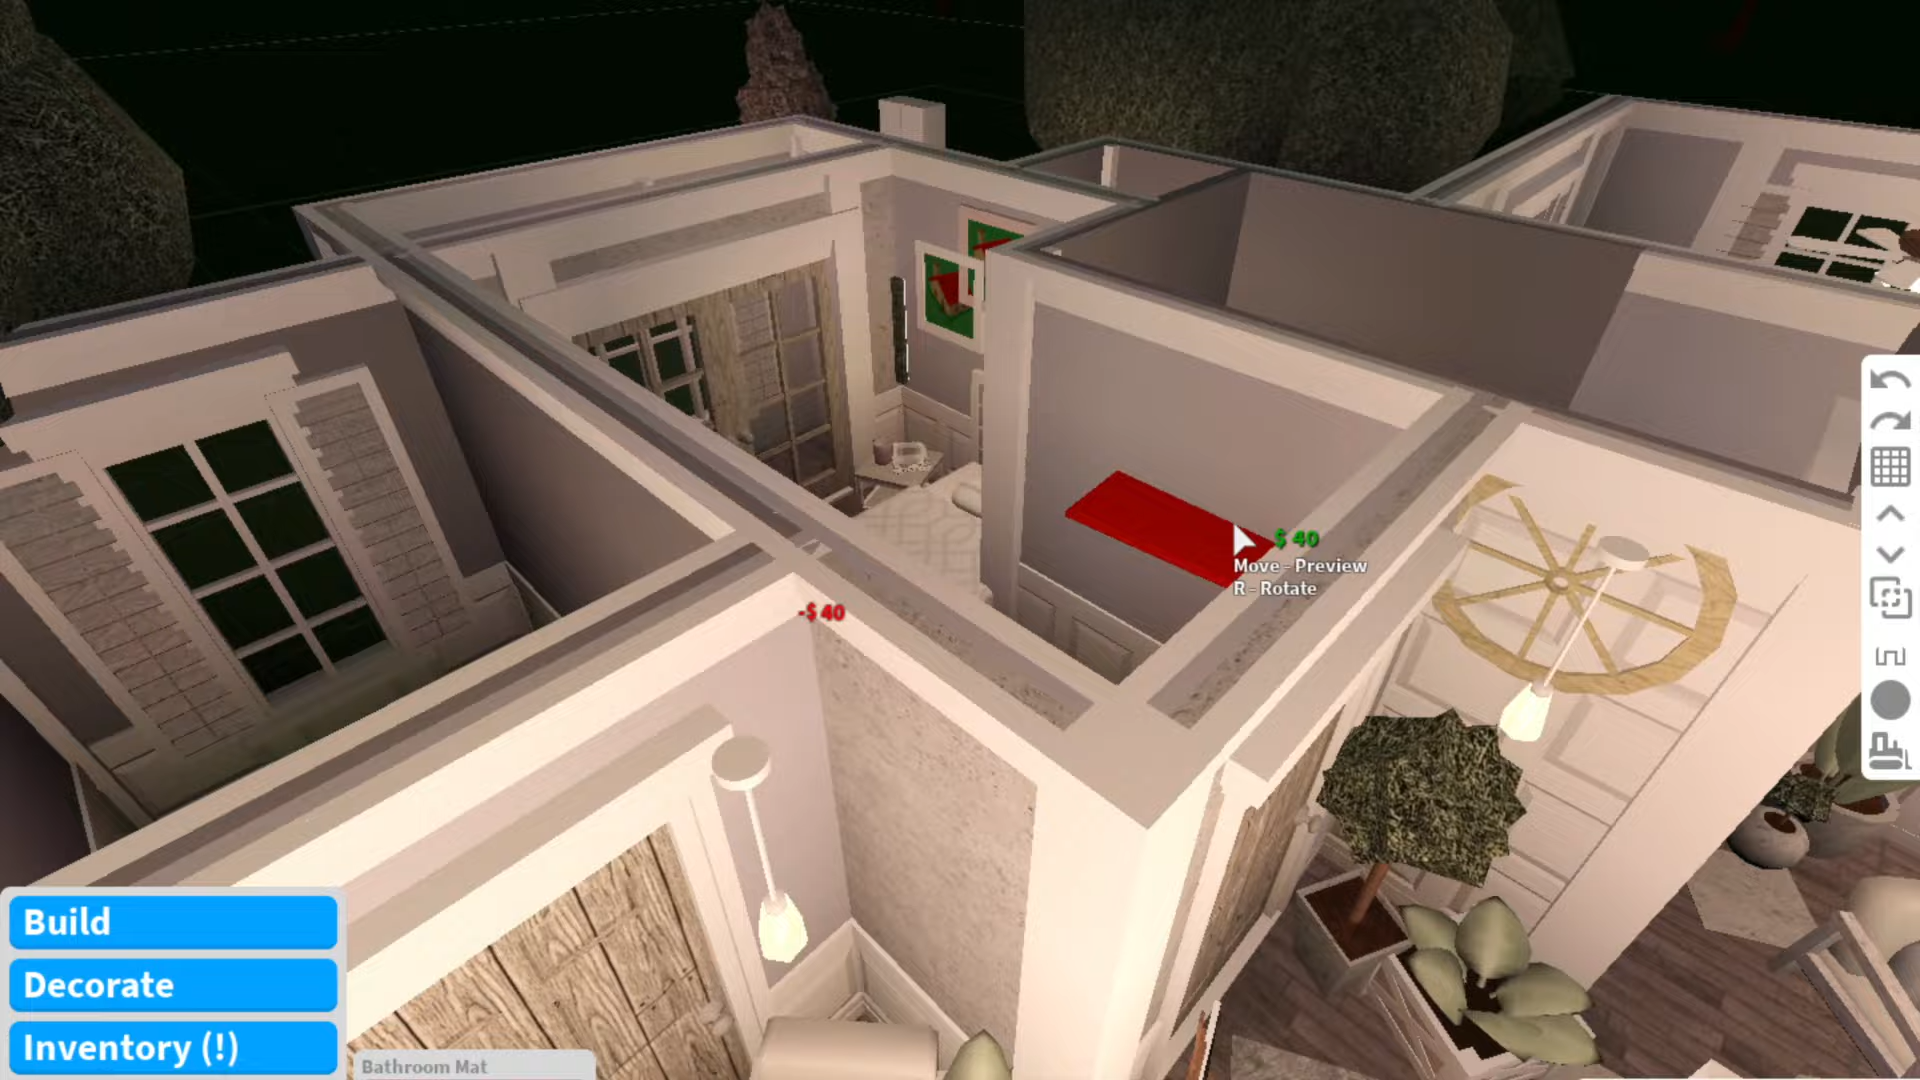 $ 40
Move - Preview
R - Rotate
-$ 40
Build
Decorate
Inventory (!)
Bathroom Mat